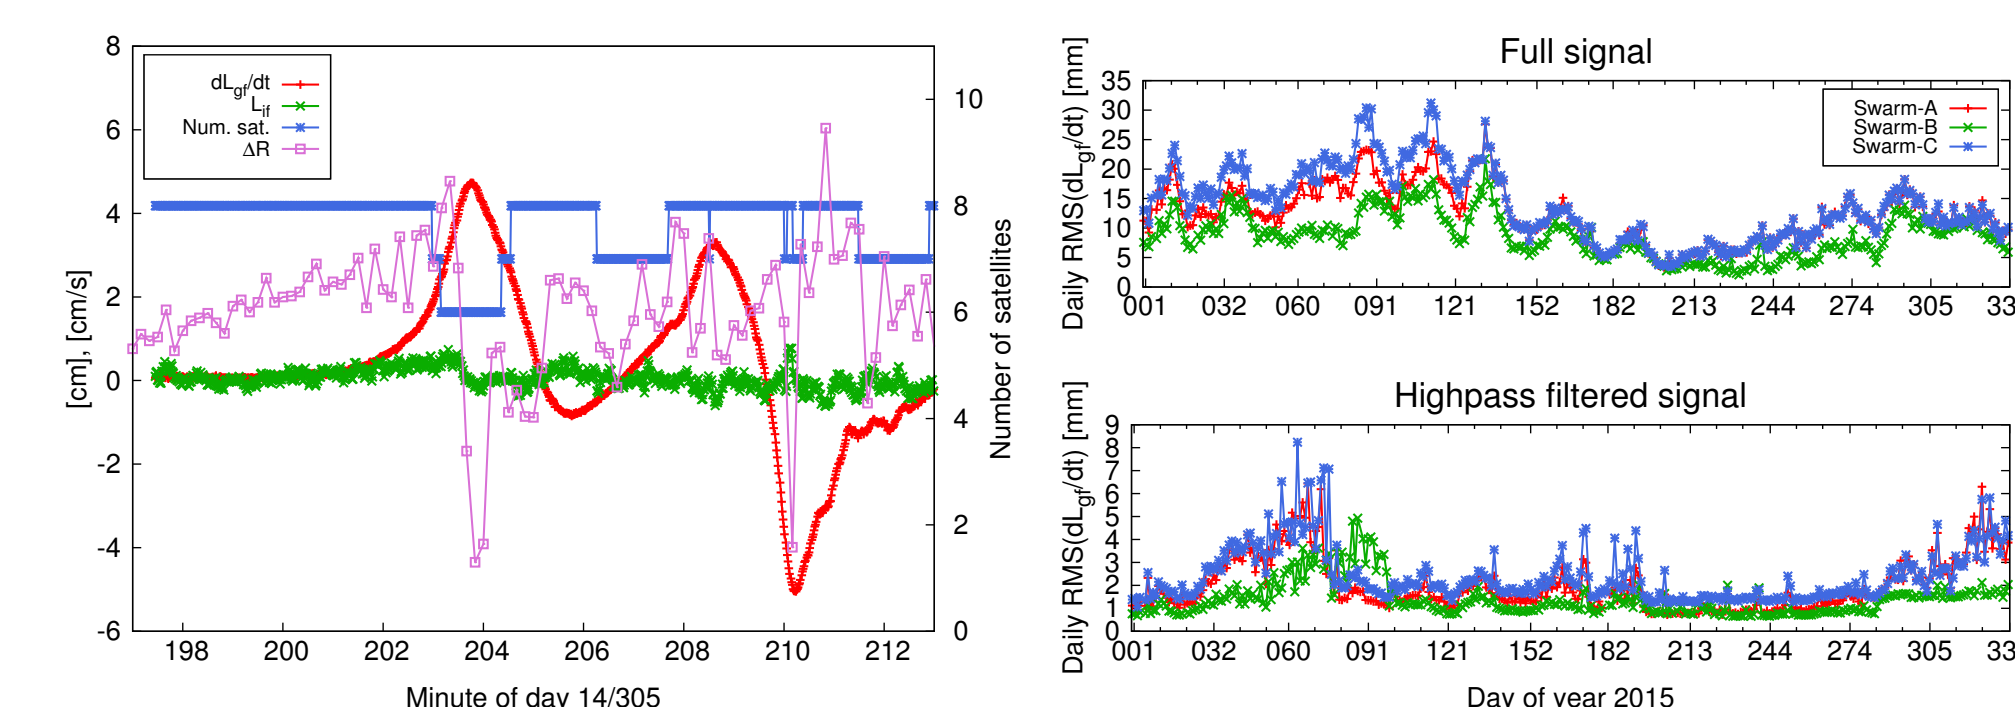 8
6
4
2
0
-2
-4
-6
[cm], [cm/s]
dLgf/dt
Lif
Num. sat.
ΔR
10
8
6
4
2
0
Number of satellites
198 200 202 204 206 208 210 212
Minute of day 14/305
Full signal
Daily RMS(dLgf/dt) [mm]
35
30
25
20
15
10
5
0
Swarm-A
Swarm-B
Swarm-C
001 032 060 091 121 152 182 213 244 274 305 33
Highpass filtered signal
Daily RMS(dLgf/dt) [mm]
9
8
7
6
5
4
3
2
1
0
001 032 060 091 121 152 182 213 244 274 305 33
Day of year 2015